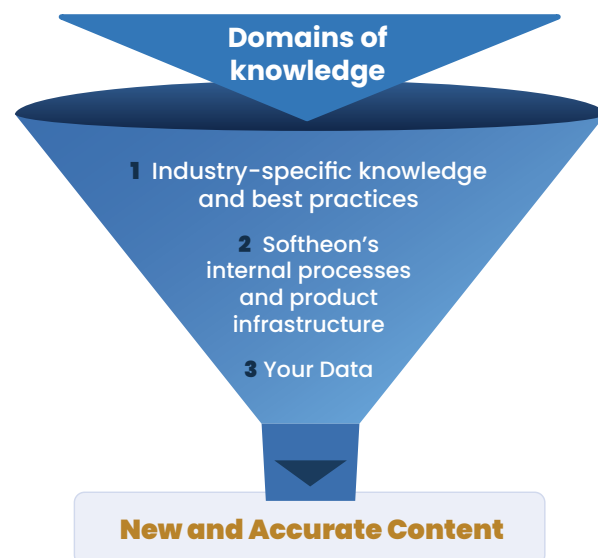 Domains of
knowledge
1 Industry-specific knowledge
and best practices
2 Softheon's
internal processes
and product
infrastructure
3 Your Data
New and Accurate Content